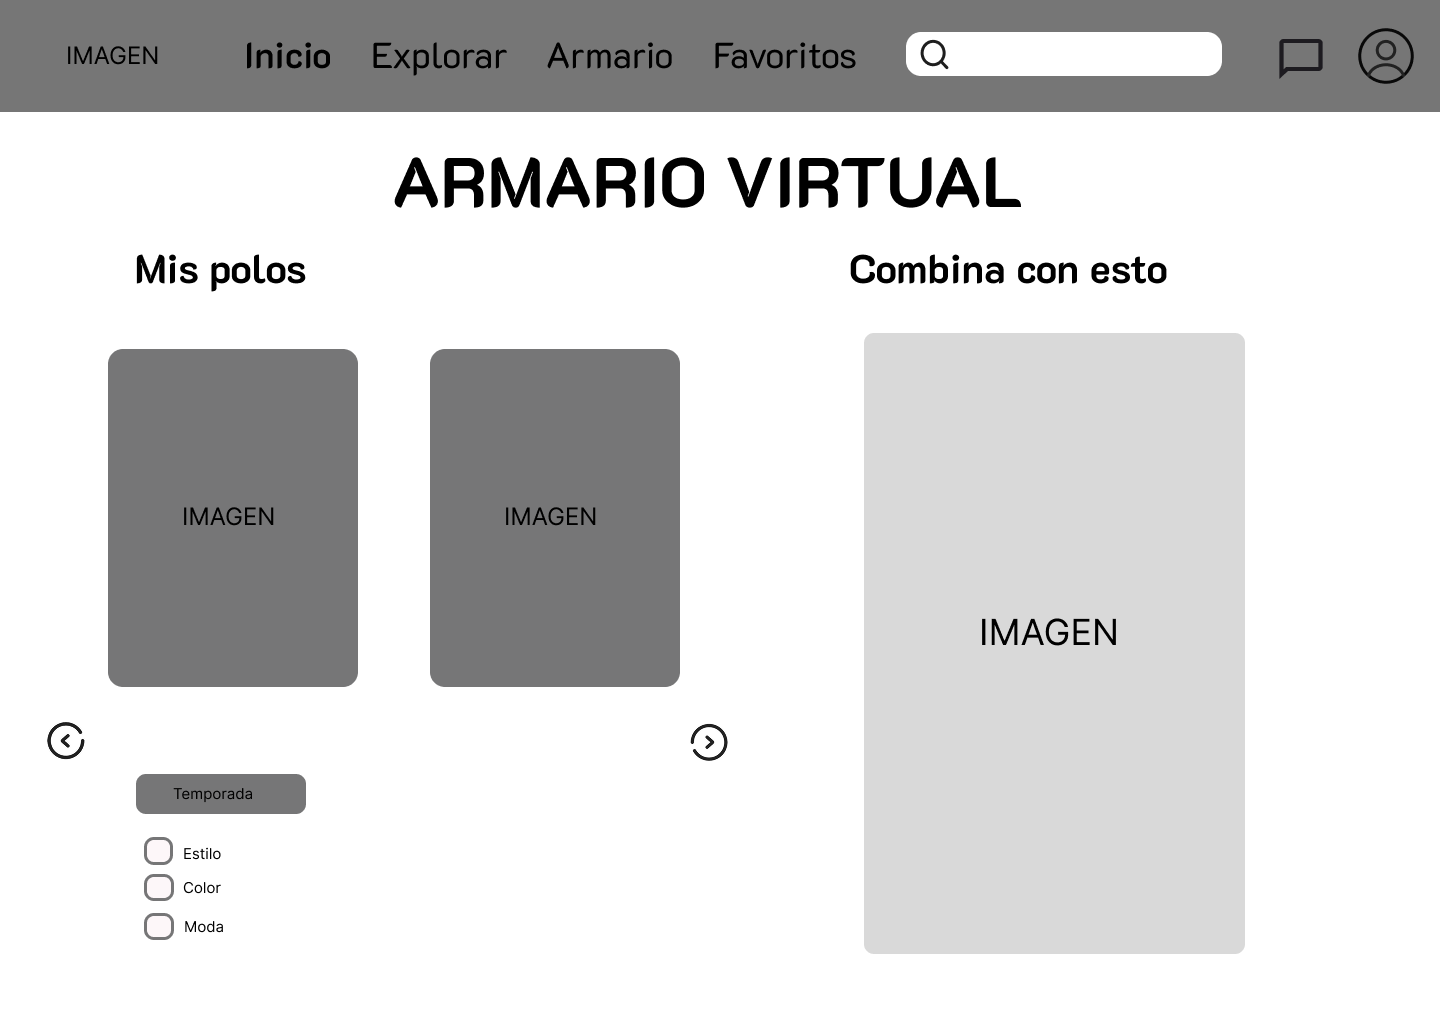 IMAGEN Inicio Explorar Armario Favoritos
ARMARIO VIRTUAL
Mis polos
Combina con esto
IMAGEN IMAGEN
IMAGEN
Temporada
Estilo
Color
Moda